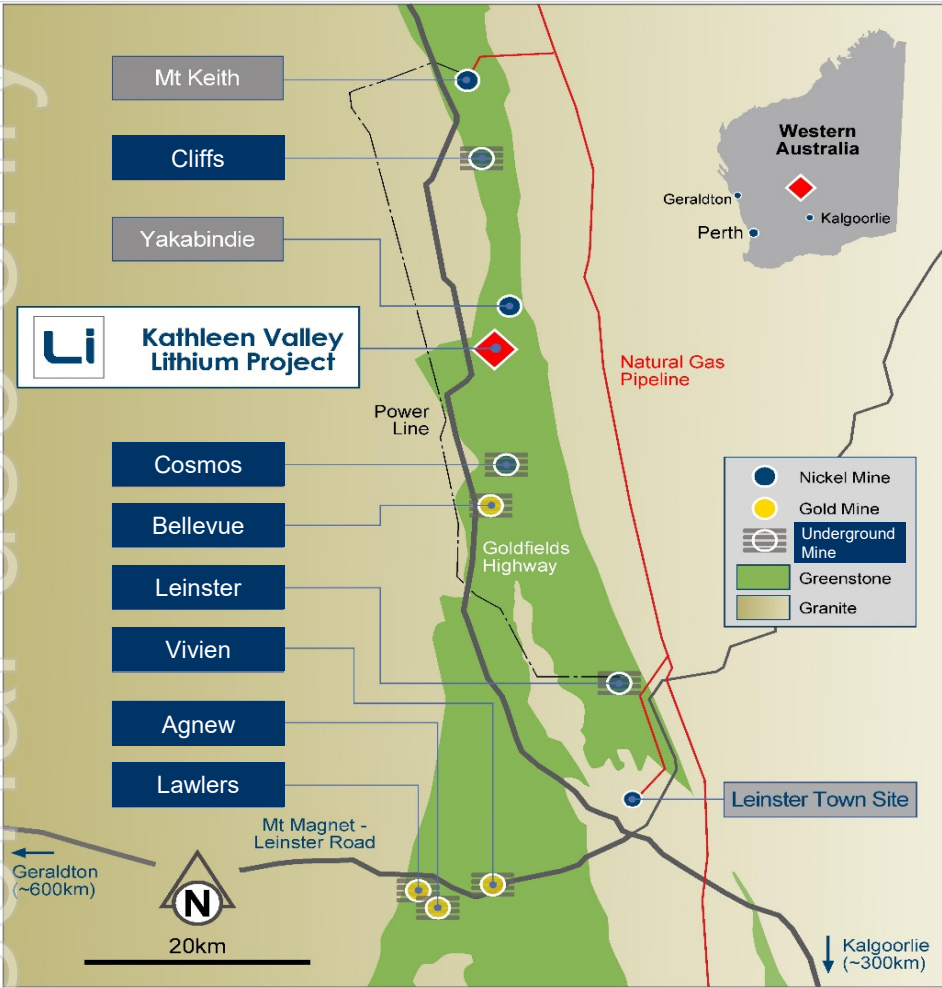 Mt Keith
Cliffs
Yakabindie
Li
Kathleen Valley
Lithium Project
Western
Australia
Geraldton
Kalgoorlie
Perth
Natural Gas
Pipeline
Power
Line
Cosmos
Bellevue
Goldfields
Highway
Leinster
Vivien
Agnew
Lawlers
Nickel Mine
Gold Mine
Underground
Mine
Greenstone
Granite
Leinster Town Site
Mt Magnet -
Leinster Road
Geraldton
(~600km)
N
20km
Kalgoorlie
(~300km)